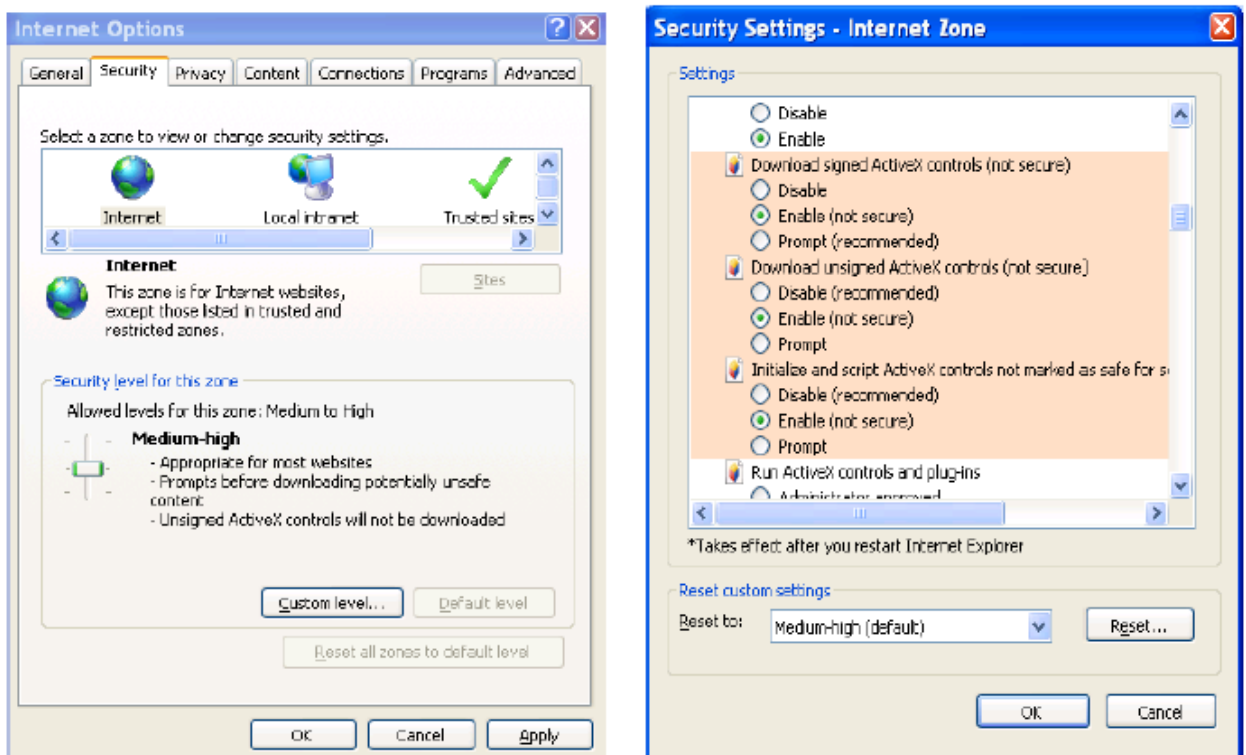 Internet Options
General Security Privacy Content Connections Programs Advanced
Select a zone to view or change security settings.
Internet Local intranet Trusted sites
Internet
This zone is for Internet websites,
except those listed in trusted and
restricted zones.
Sites
Security level for this zone
Allowed levels for this zone: Medium to High
Medium-high
- Appropriate for most websites
- Prompts before downloading potentially unsafe
content
- Unsigned ActiveX controls will not be downloaded
Custom level... Default level
Reset all zones to default level
OK Cancel Apply
Security Settings - Internet Zone
Settings
Disable
Enable
Download signed ActiveX controls (not secure)
Disable
Enable (not secure)
Prompt (recommended)
Download unsigned ActiveX controls (not secure)
Disable (recommended)
Enable (not secure)
Prompt
Initialize and script ActiveX controls not marked as safe for s
Disable (recommended)
Enable (not secure)
Prompt
Run ActiveX controls and plug-ins
Administrator approved
*Takes effect after you restart Internet Explorer
Reset custom settings
Reset to: Medium-high (default) Reset...
OK Cancel